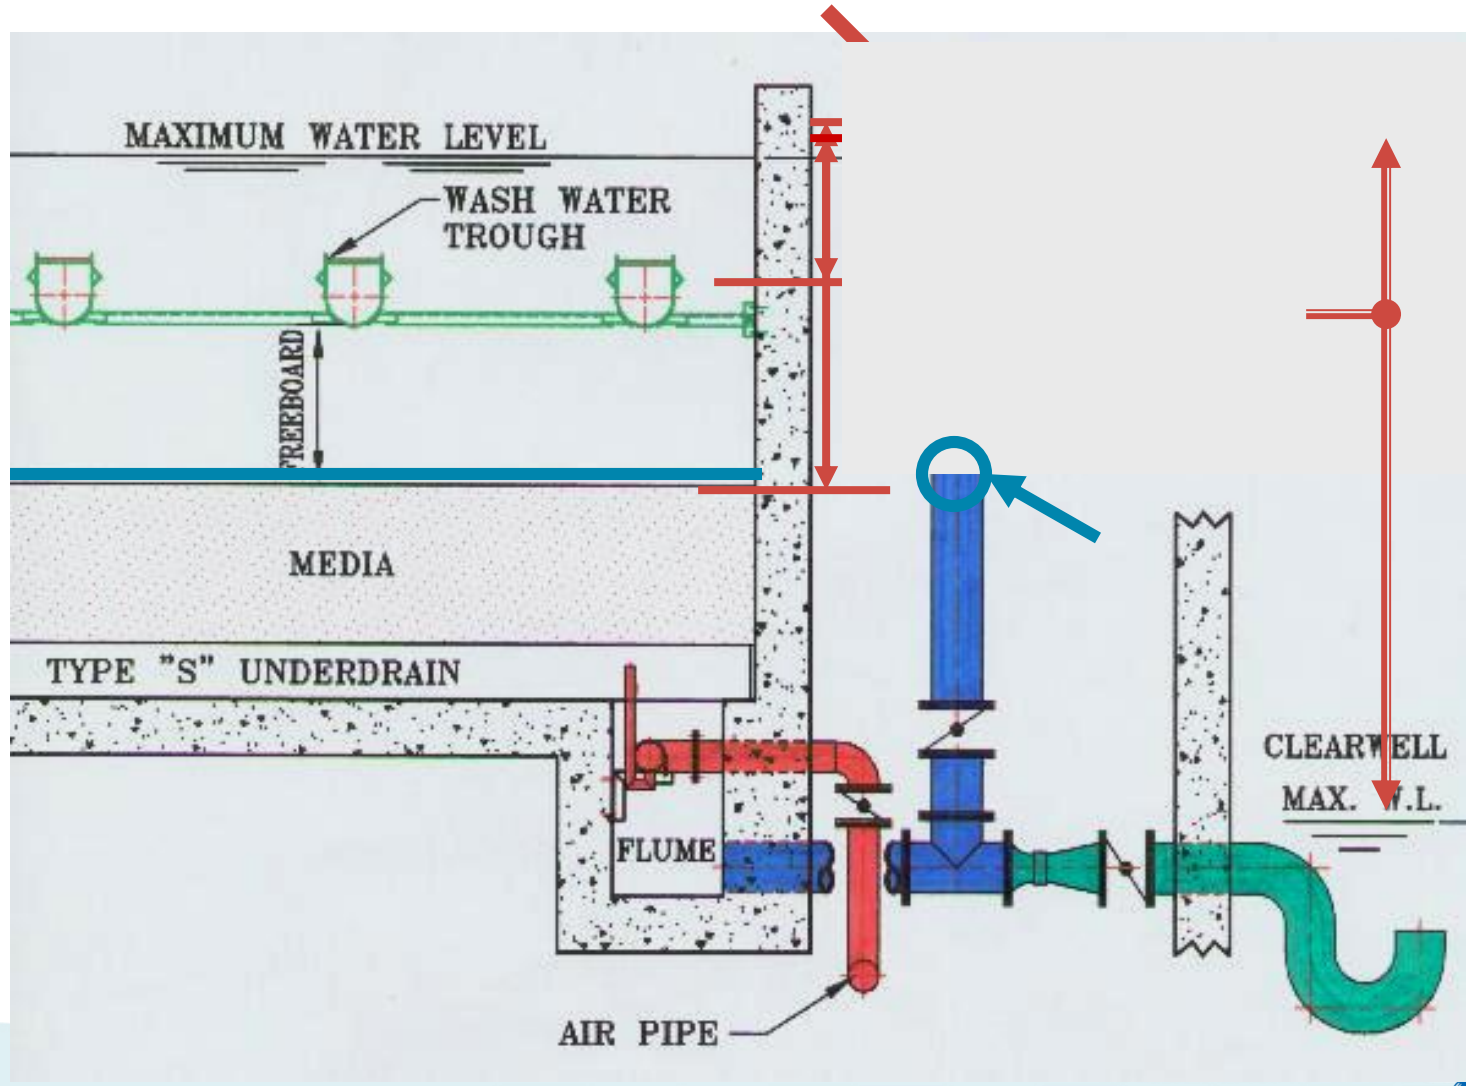 MAXIMUM WATER LEVEL
WASH WATER
TROUGH
FREEBOARD
MEDIA
TYPE "S" UNDERDRAIN
FLUME
AIR PIPE
CLEARWELL
MAX. W.L.